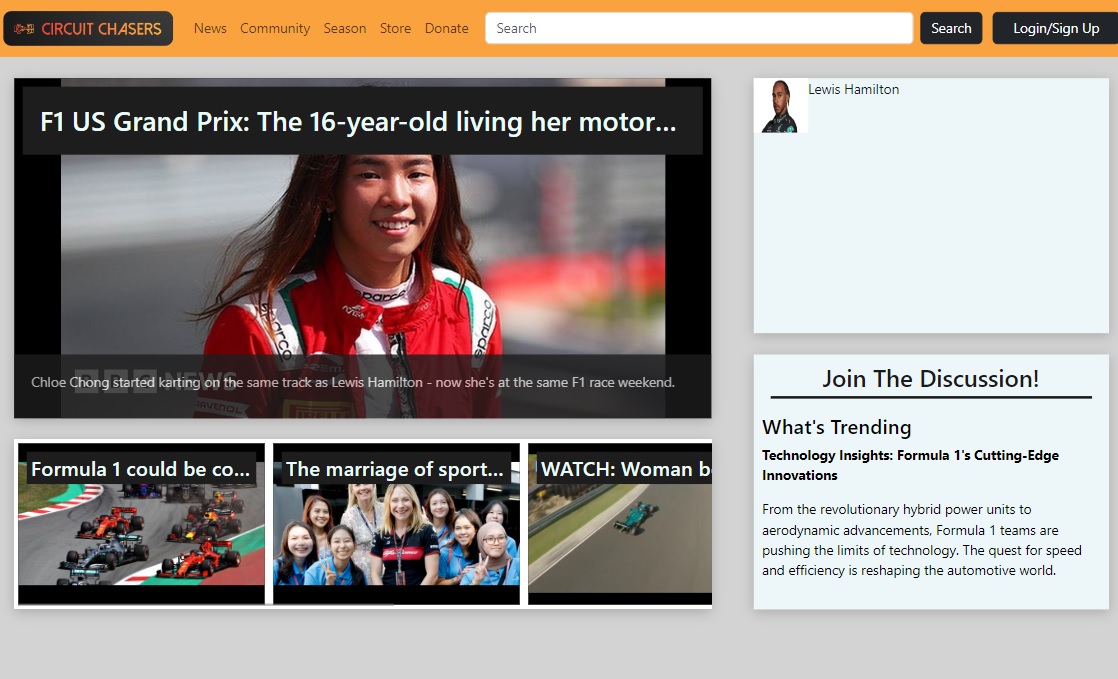 CIRCUIT CHASERS
News Community Season Store Donate
Search
Search
Login/Sign Up
F1 US Grand Prix: The 16-year-old living her motor...
sparco
sparco
sparco
Chloe Chong started karting on the same track as Lewis Hamilton - now she's at the same F1 race weekend.
BBC NEWS
RAVENOL
Formula 1 could be co...
The marriage of sport...
WATCH: Woman b
Lewis Hamilton
Join The Discussion!
What's Trending
Technology Insights: Formula 1's Cutting-Edge
Innovations
From the revolutionary hybrid power units to
aerodynamic advancements, Formula 1 teams are
pushing the limits of technology. The quest for speed
and efficiency is reshaping the automotive world.